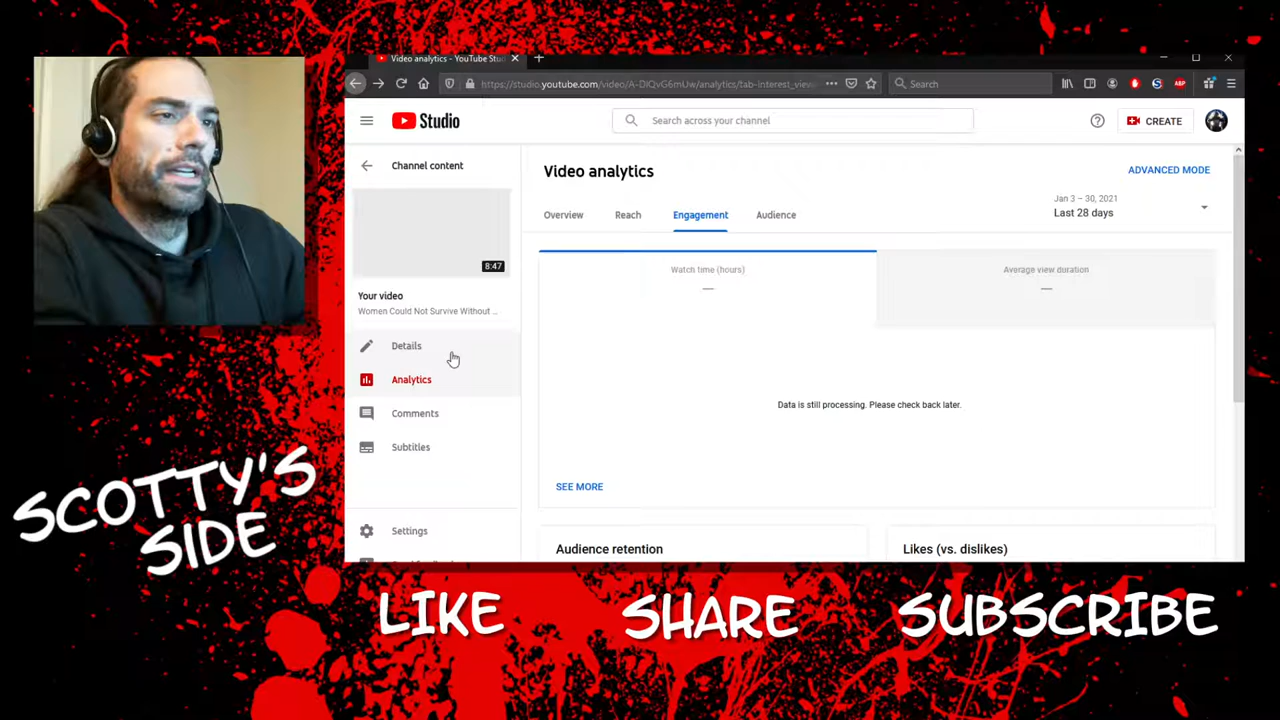 Video analytics - YouTube Stu
https://studio.youtube.com/video/A-DIQvG6mUw/analytics/tab-interest_view
Search
ABP
Studio
Search across your channel
CREATE
Channel content
8:47
Your video
Women Could Not Survive Without ...
Details
Analytics
Comments
Subtitles
Settings
Video analytics
ADVANCED MODE
Overview
Reach
Engagement
Audience
Jan 3 – 30, 2021
Last 28 days
Watch time (hours)
—
Average view duration
—
Data is still processing. Please check back later.
SEE MORE
Audience retention
Likes (vs. dislikes)
SCOTTY'S
SIDE
LIKE
SHARE
SUBSCRIBE